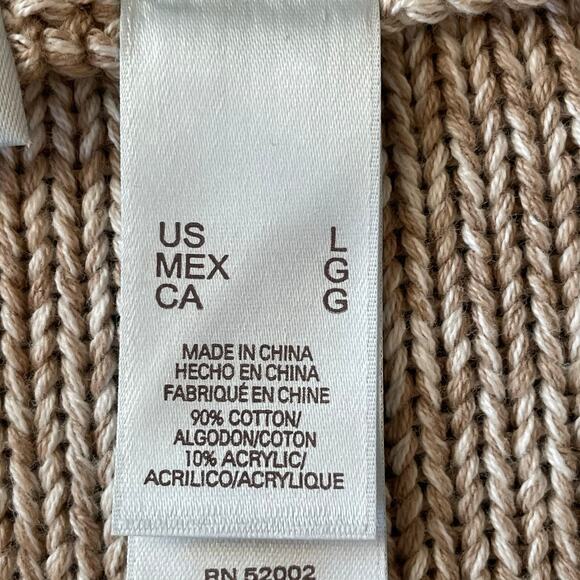 US L
MEX G
CA G
MADE IN CHINA
HECHO EN CHINA
FABRIQUÉ EN CHINE
90% COTTON/
ALGODON/COTON
10% ACRYLIC/
ACRILICO/ACRYLIQUE
RN 52002